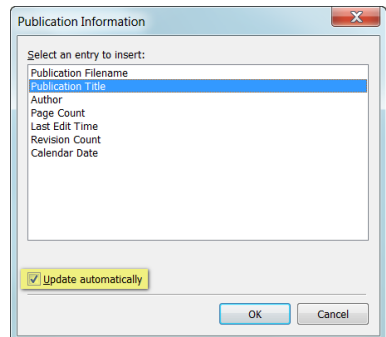 Publication Information
Select an entry to insert:
Publication Filename
Publication Title
Author
Page Count
Last Edit Time
Revision Count
Calendar Date
Update automatically
OK Cancel